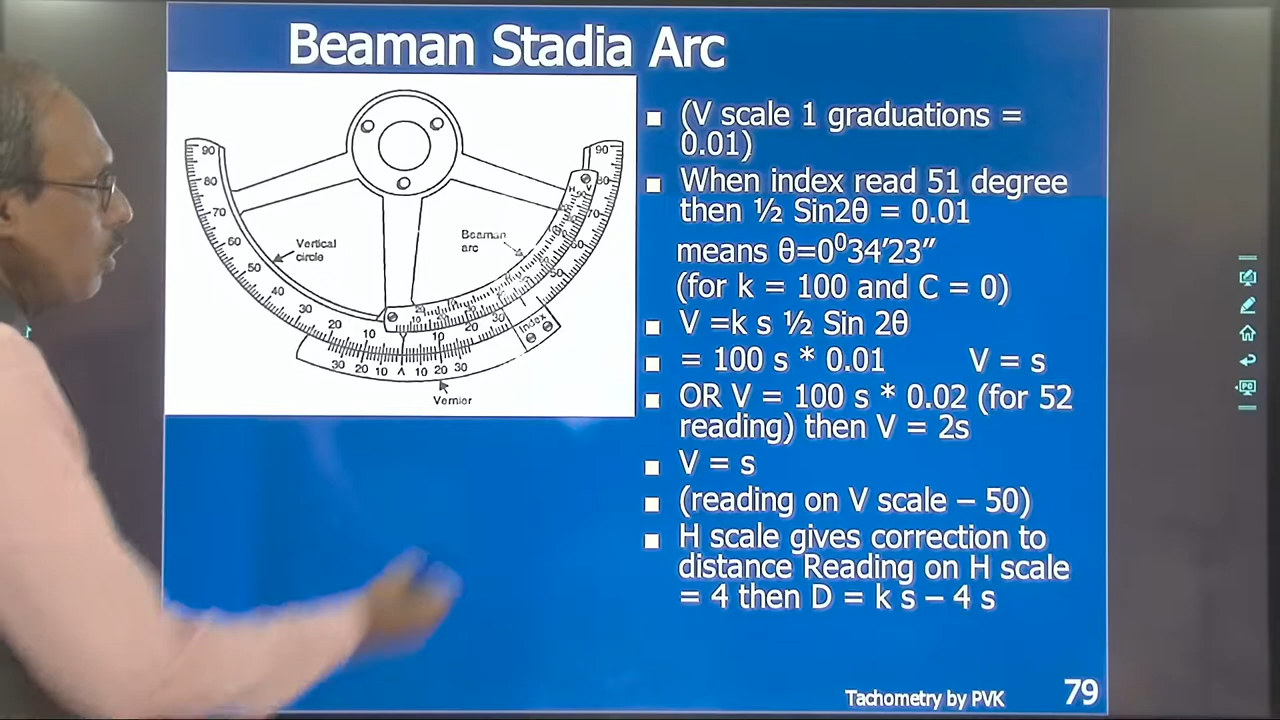 Beaman Stadia Arc
(V scale 1 graduations =
0.01)
When index read 51 degree
then ½ Sin2θ = 0.01
means θ=0⁰34’23”
(for k = 100 and C = 0)
V =k s ½ Sin 2θ
= 100 s * 0.01 V = s
OR V = 100 s * 0.02 (for 52
reading) then V = 2s
V = s
(reading on V scale – 50)
H scale gives correction to
distance Reading on H scale
= 4 then D = k s – 4 s
90
80
70
60
50
40
30
20
10
Vertical
circle
Beaman
arc
90
80
70
60
50
30
20
10
Index
30 20 10 Λ 10 20 30
Vernier
Tachometry by PVK 79